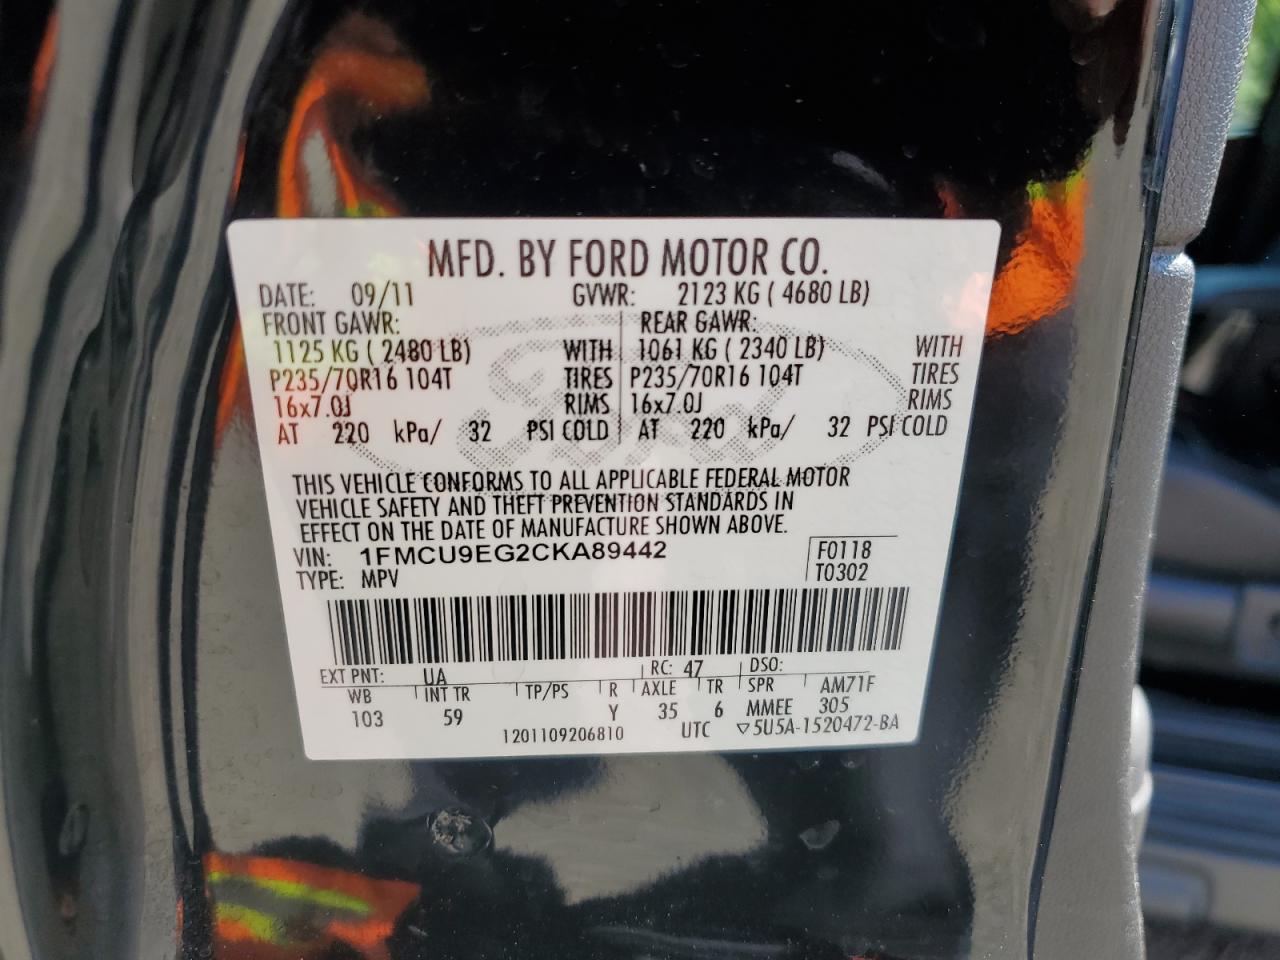 MFD. BY FORD MOTOR CO.
DATE: 09/11 GVWR: 2123 KG ( 4680 LB)
FRONT GAWR: REAR GAWR:
1125 KG ( 2480 LB) WITH 1061 KG ( 2340 LB) WITH
P235/70R16 104T TIRES P235/70R16 104T TIRES
16x7.0J RIMS 16x7.0J RIMS
AT 220 kPa/ 32 PSI COLD AT 220 kPa/ 32 PSI COLD
Ford
THIS VEHICLE CONFORMS TO ALL APPLICABLE FEDERAL MOTOR
VEHICLE SAFETY AND THEFT PREVENTION STANDARDS IN
EFFECT ON THE DATE OF MANUFACTURE SHOWN ABOVE.
VIN: 1FMCU9EG2CKA89442 F0118
TYPE: MPV T0302
EXT PNT: UA RC: 47 DSO:
WB INT TR TP/PS R AXLE TR SPR AM71F
103 59 Y 35 6 MMEE 305
1201109206810 UTC ▽5U5A-1520472-BA